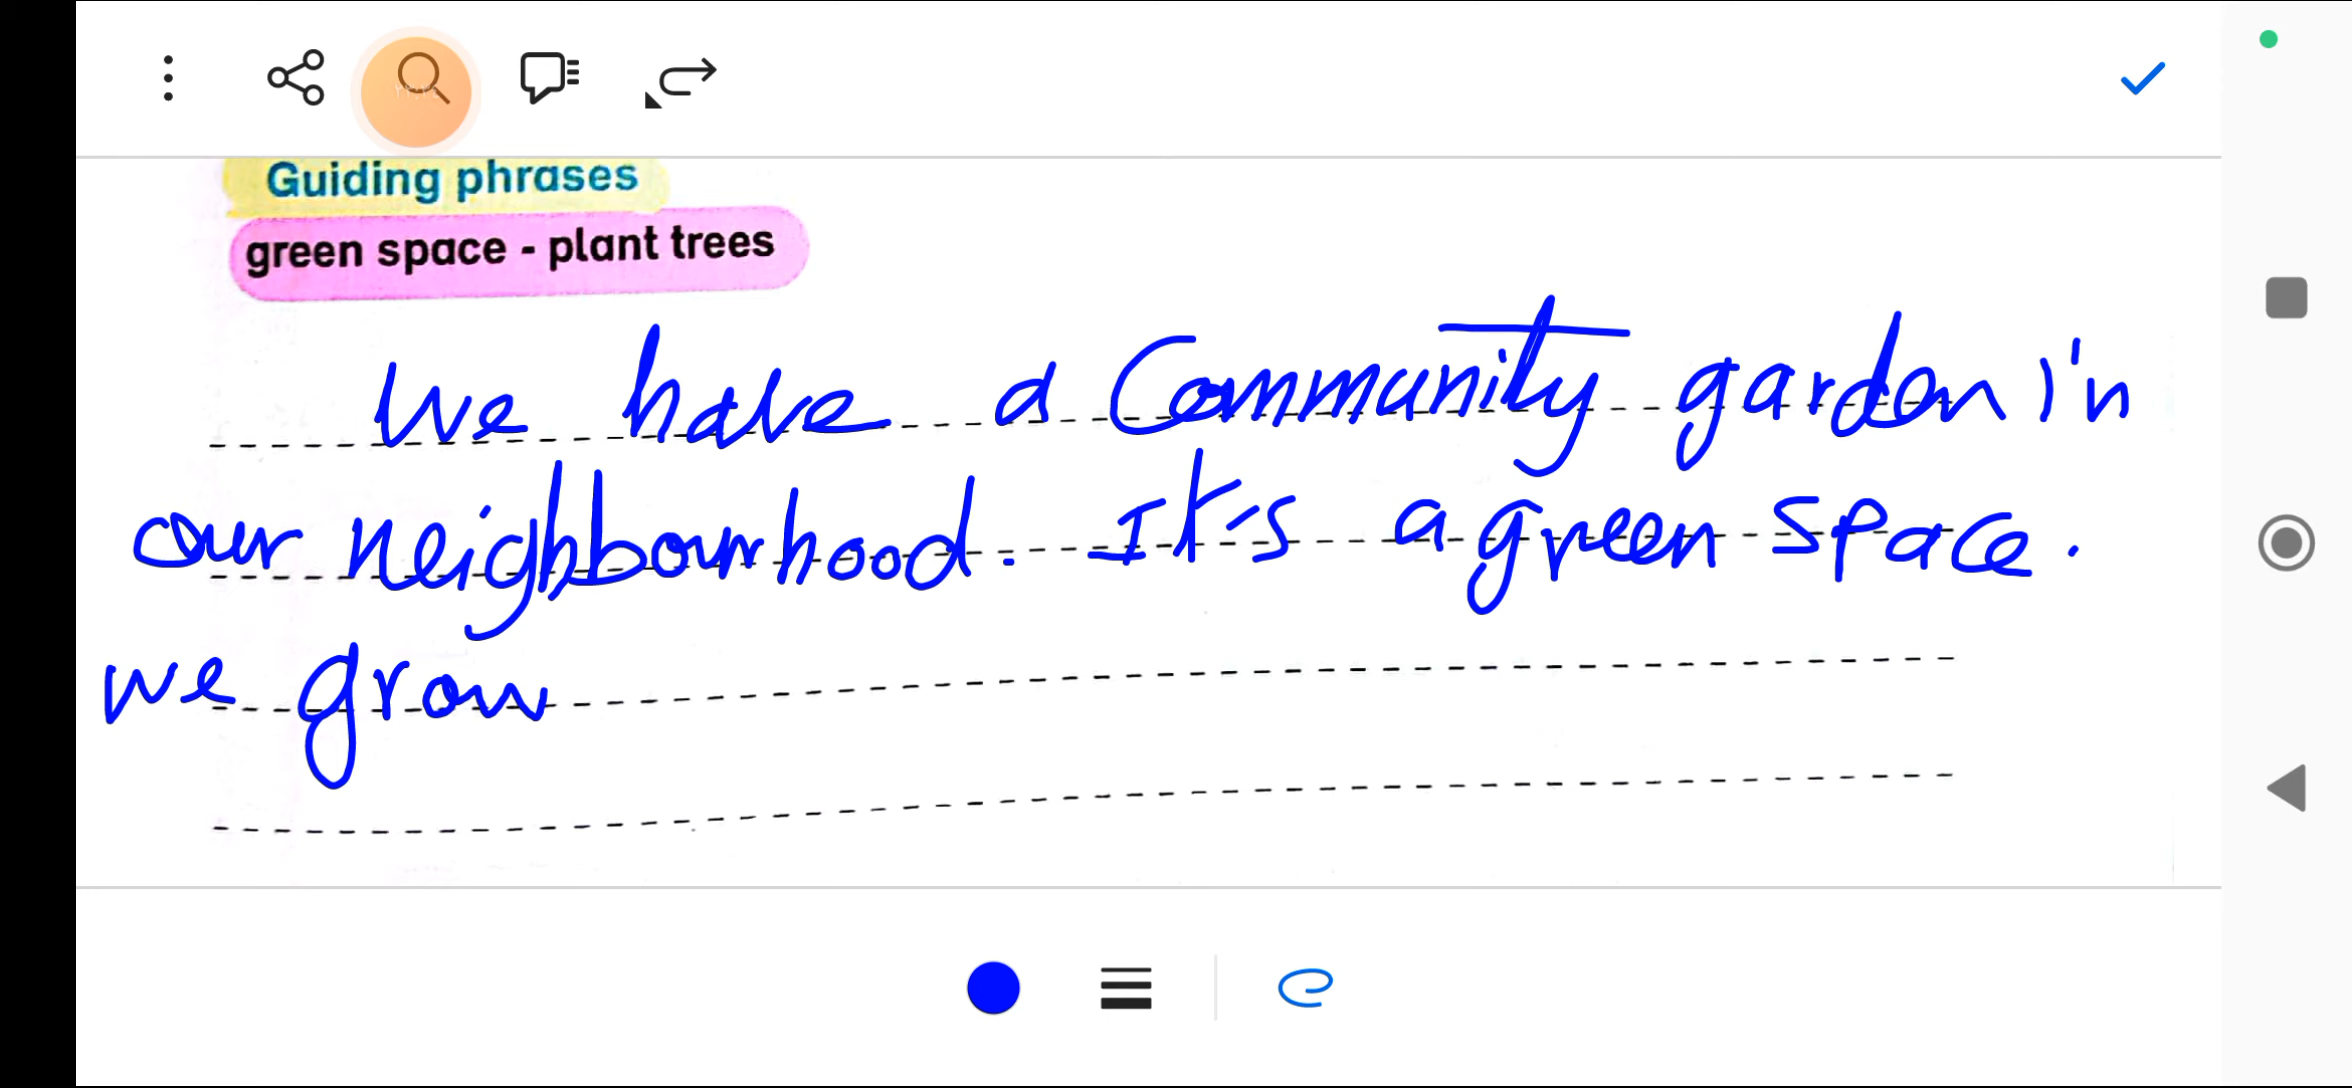 Guiding phrases
green space - plant trees
We have a Community garden in
our neighbourhood. It's a green space.
we grow